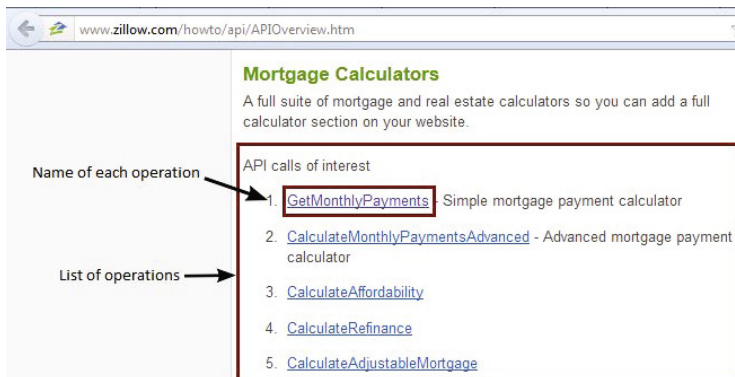 www.zillow.com/howto/api/APIOverview.htm
Mortgage Calculators
A full suite of mortgage and real estate calculators so you can add a full
calculator section on your website.
API calls of interest
Name of each operation
1. GetMonthlyPayments - Simple mortgage payment calculator
2. CalculateMonthlyPaymentsAdvanced - Advanced mortgage payment
calculator
List of operations
3. CalculateAffordability
4. CalculateRefinance
5. CalculateAdjustableMortgage